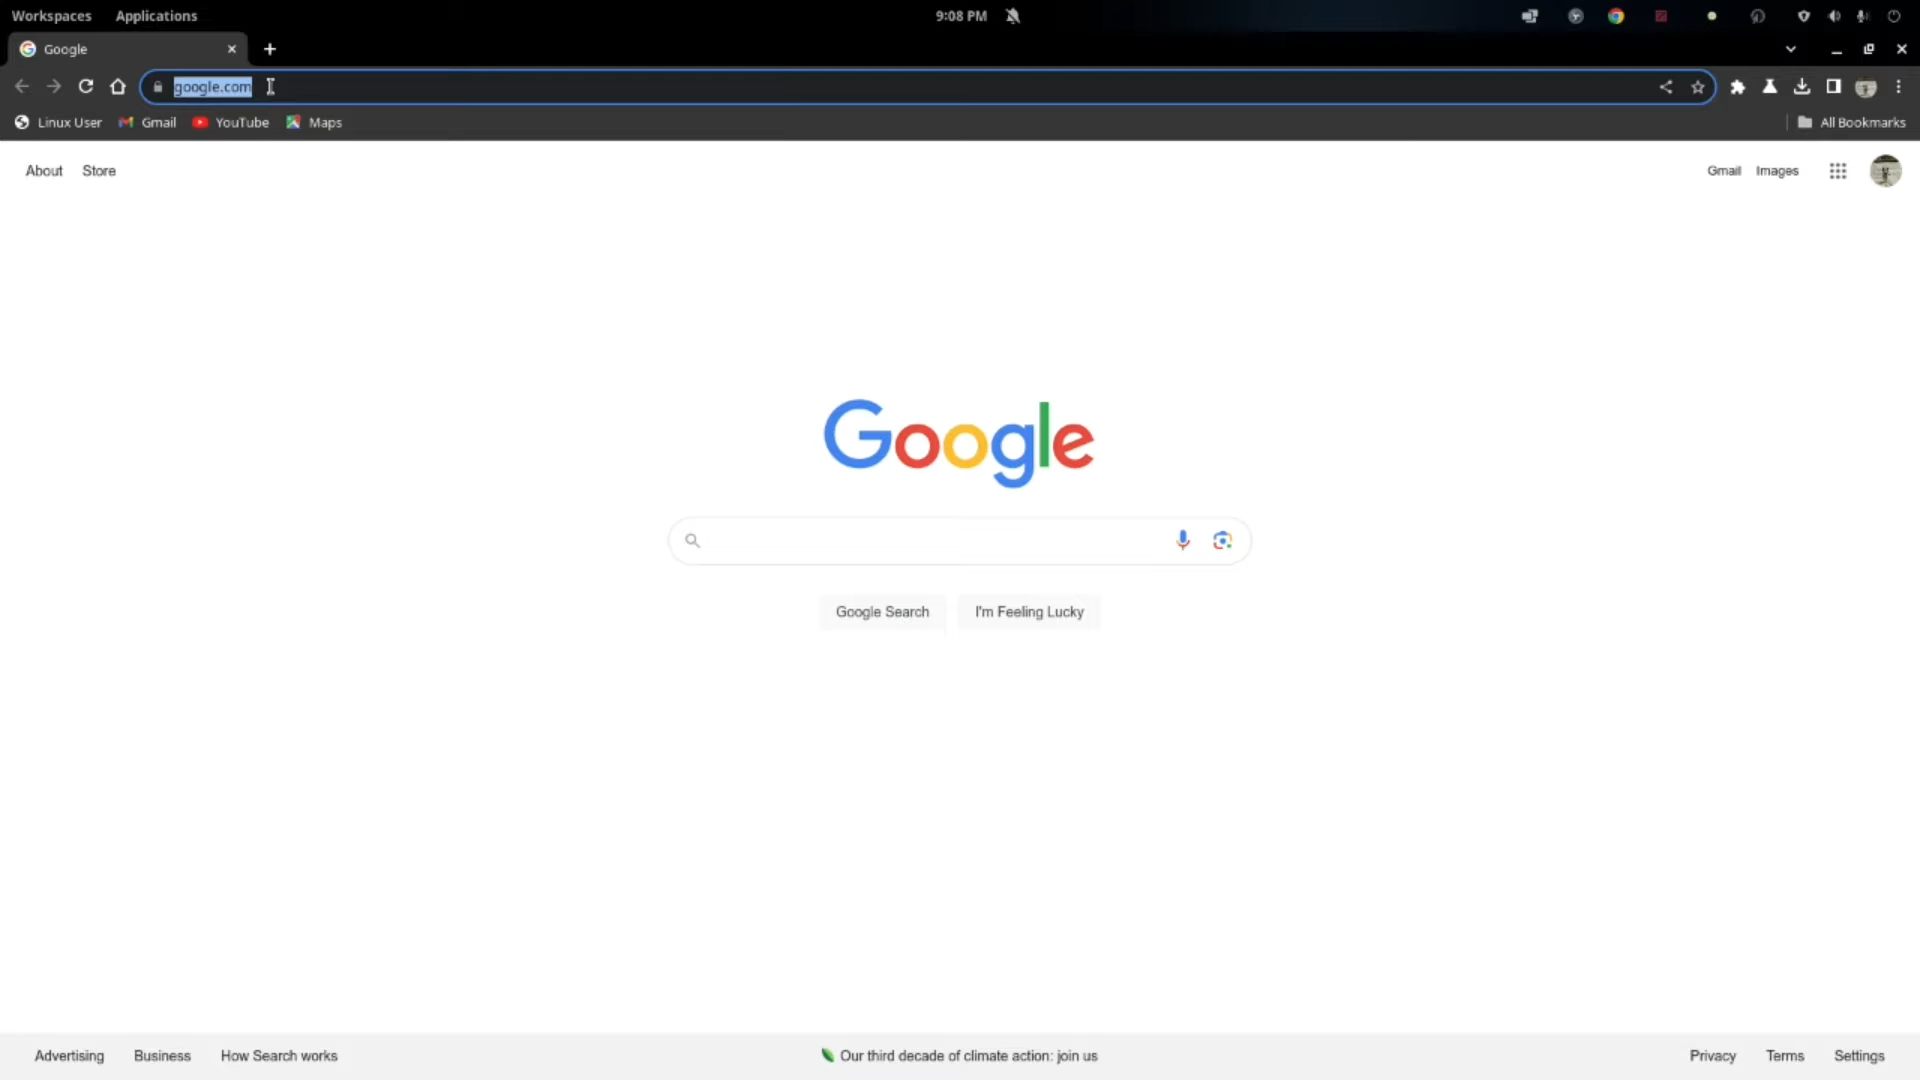 Workspaces Applications 9:08 PM
Google
google.com
Linux User Gmail YouTube Maps All Bookmarks
About Store Gmail Images
Google
Google Search I'm Feeling Lucky
Advertising Business How Search works Our third decade of climate action: join us Privacy Terms Settings